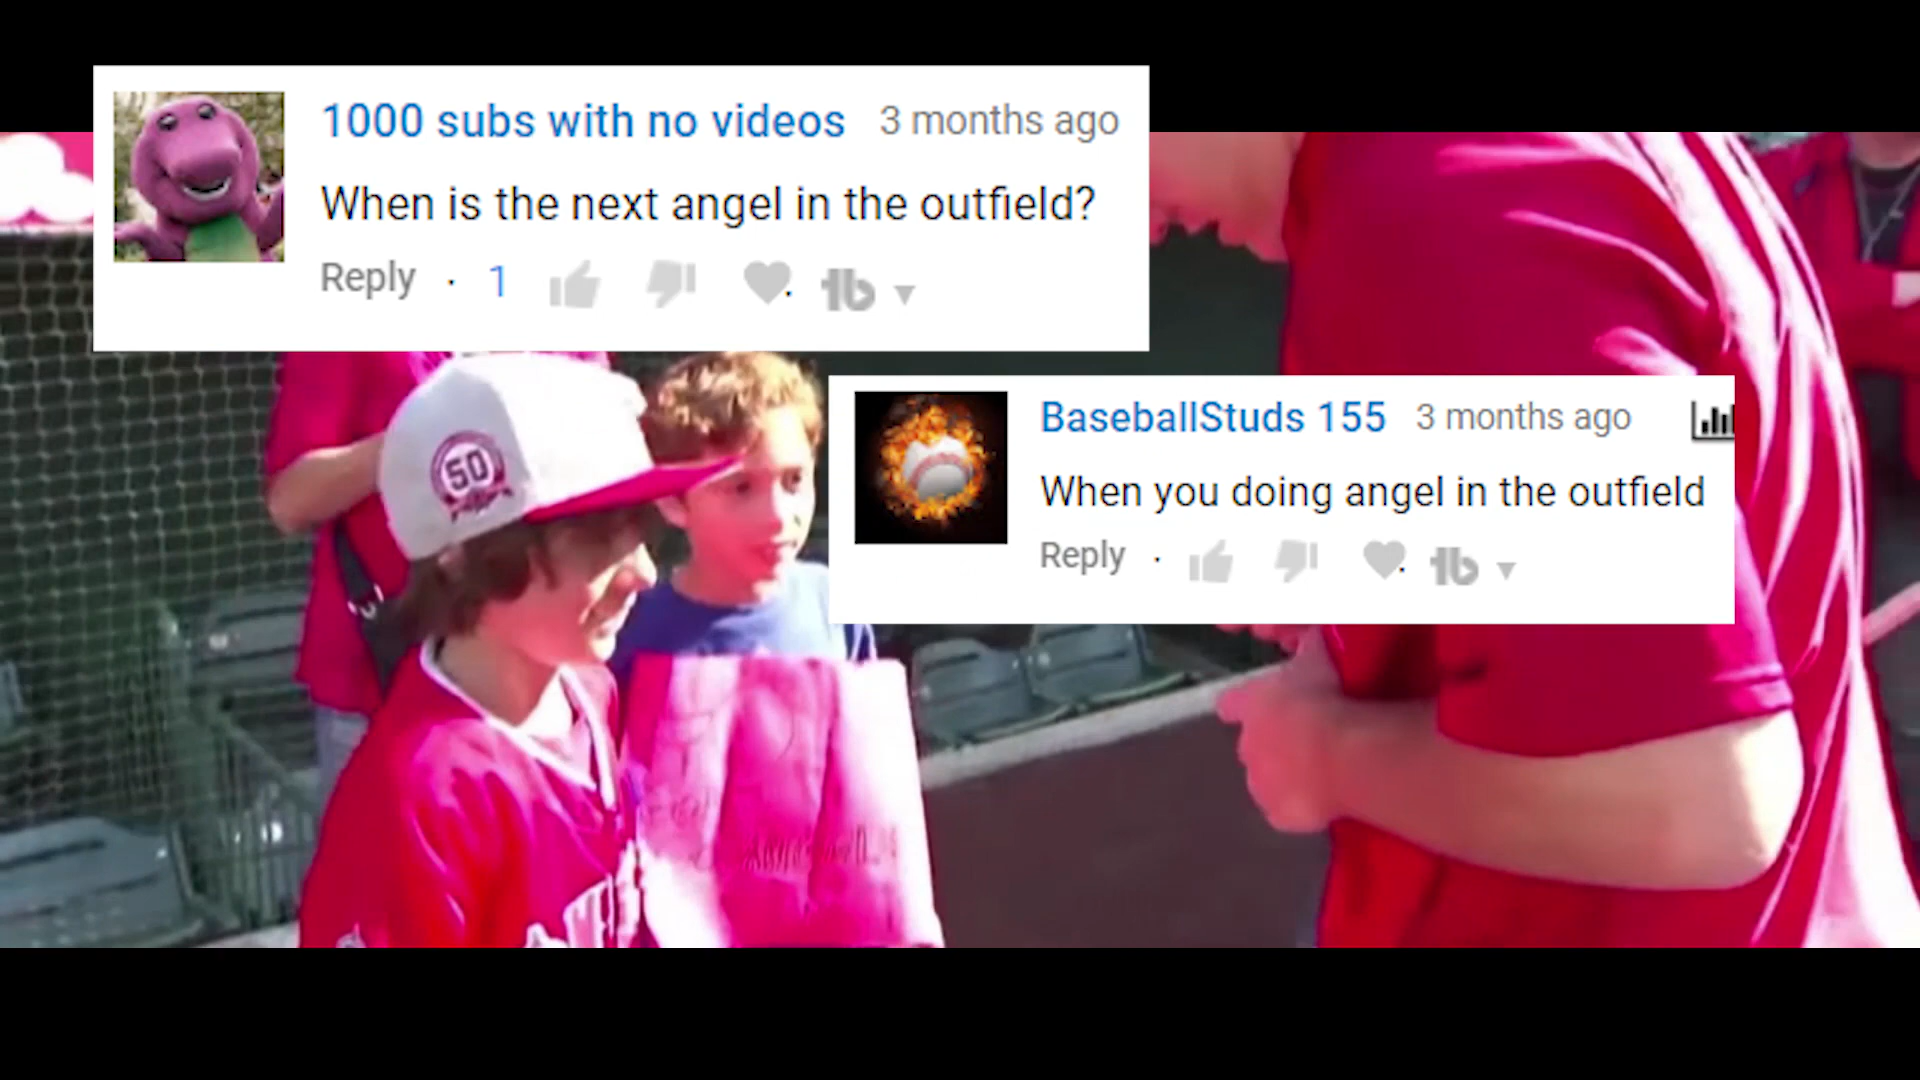 1000 subs with no videos 3 months ago
When is the next angel in the outfield?
Reply · 1
BaseballStuds 155 3 months ago
When you doing angel in the outfield
Reply ·
50